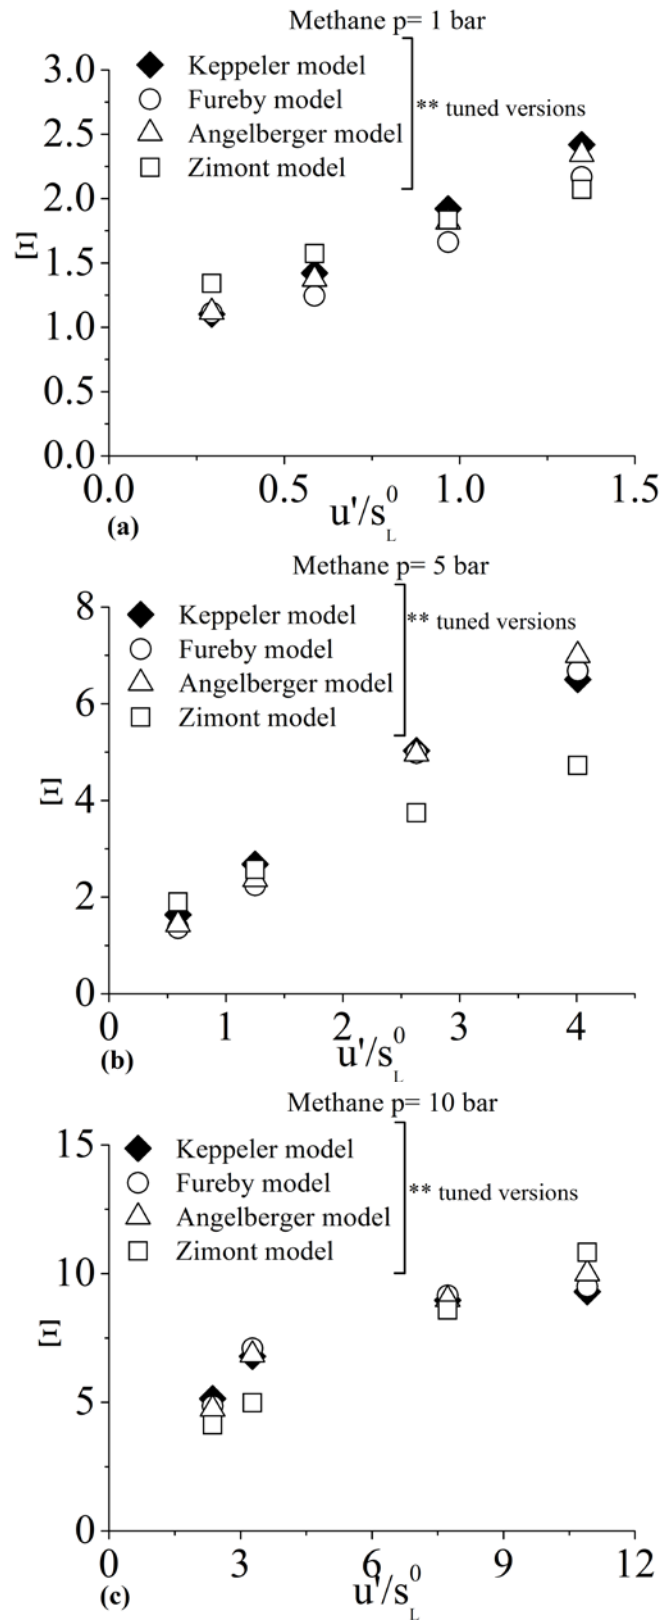 Methane p= 1 bar
Keppeler model
Fureby model
Angelberger model
Zimont model
** tuned versions
3.0
2.5
2.0
1.5
1.0
0.5
0.0
Ξ
0.0 0.5 1.0 1.5
u'/s⁰_L
(a)
Methane p= 5 bar
Keppeler model
Fureby model
Angelberger model
Zimont model
** tuned versions
8
6
4
2
0
Ξ
0 1 2 3 4
u'/s⁰_L
(b)
Methane p= 10 bar
Keppeler model
Fureby model
Angelberger model
Zimont model
** tuned versions
15
10
5
0
Ξ
0 3 6 9 12
u'/s⁰_L
(c)